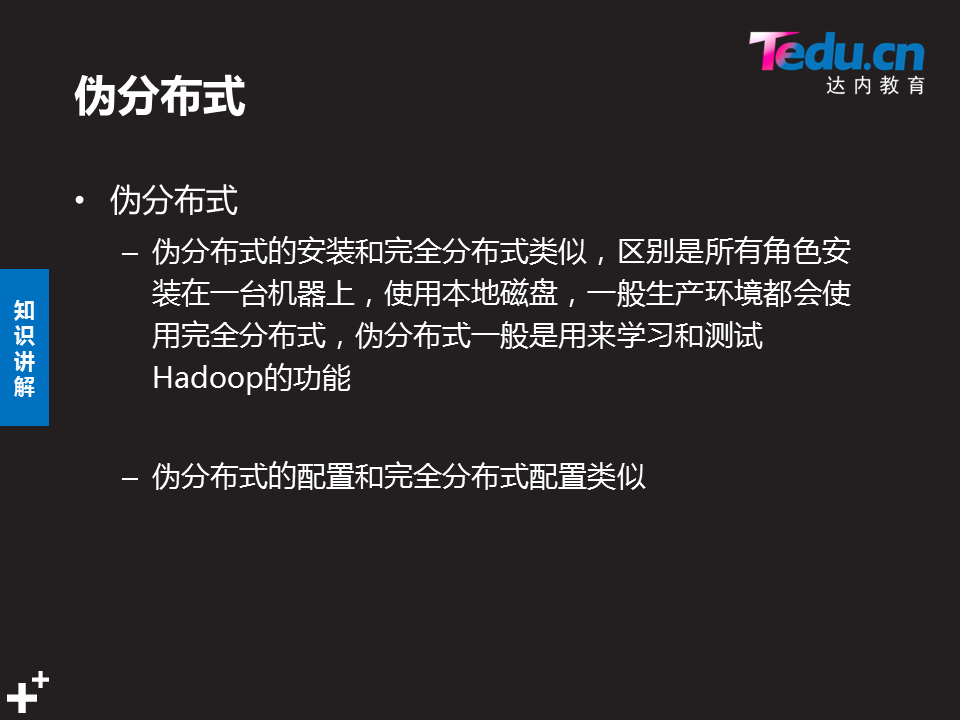 Tedu.cn
达内教育
伪分布式
• 伪分布式
– 伪分布式的安装和完全分布式类似，区别是所有角色安
装在一台机器上，使用本地磁盘，一般生产环境都会使
用完全分布式，伪分布式一般是用来学习和测试
Hadoop的功能
– 伪分布式的配置和完全分布式配置类似
知
识
讲
解